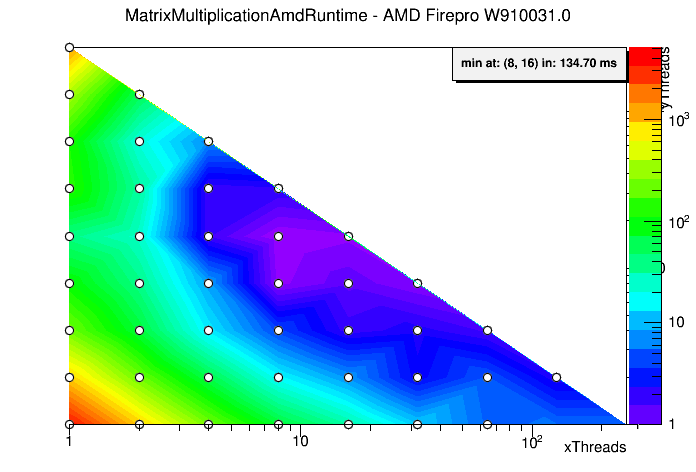 MatrixMultiplicationAmdRuntime - AMD Firepro W910031.0
min at: (8, 16) in: 134.70 ms
yThreads
10³
10²
10
1
1
10
10²
xThreads